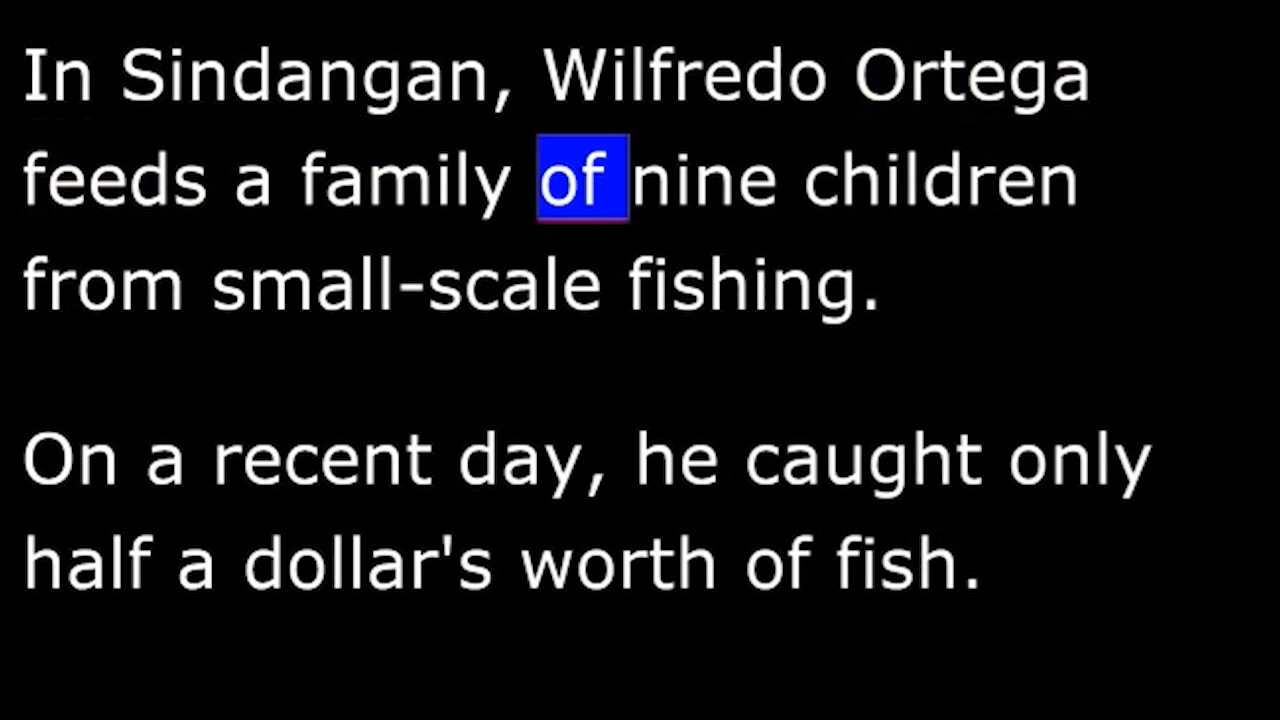 In Sindangan, Wilfredo Ortega
feeds a family of nine children
from small-scale fishing.
On a recent day, he caught only
half a dollar's worth of fish.